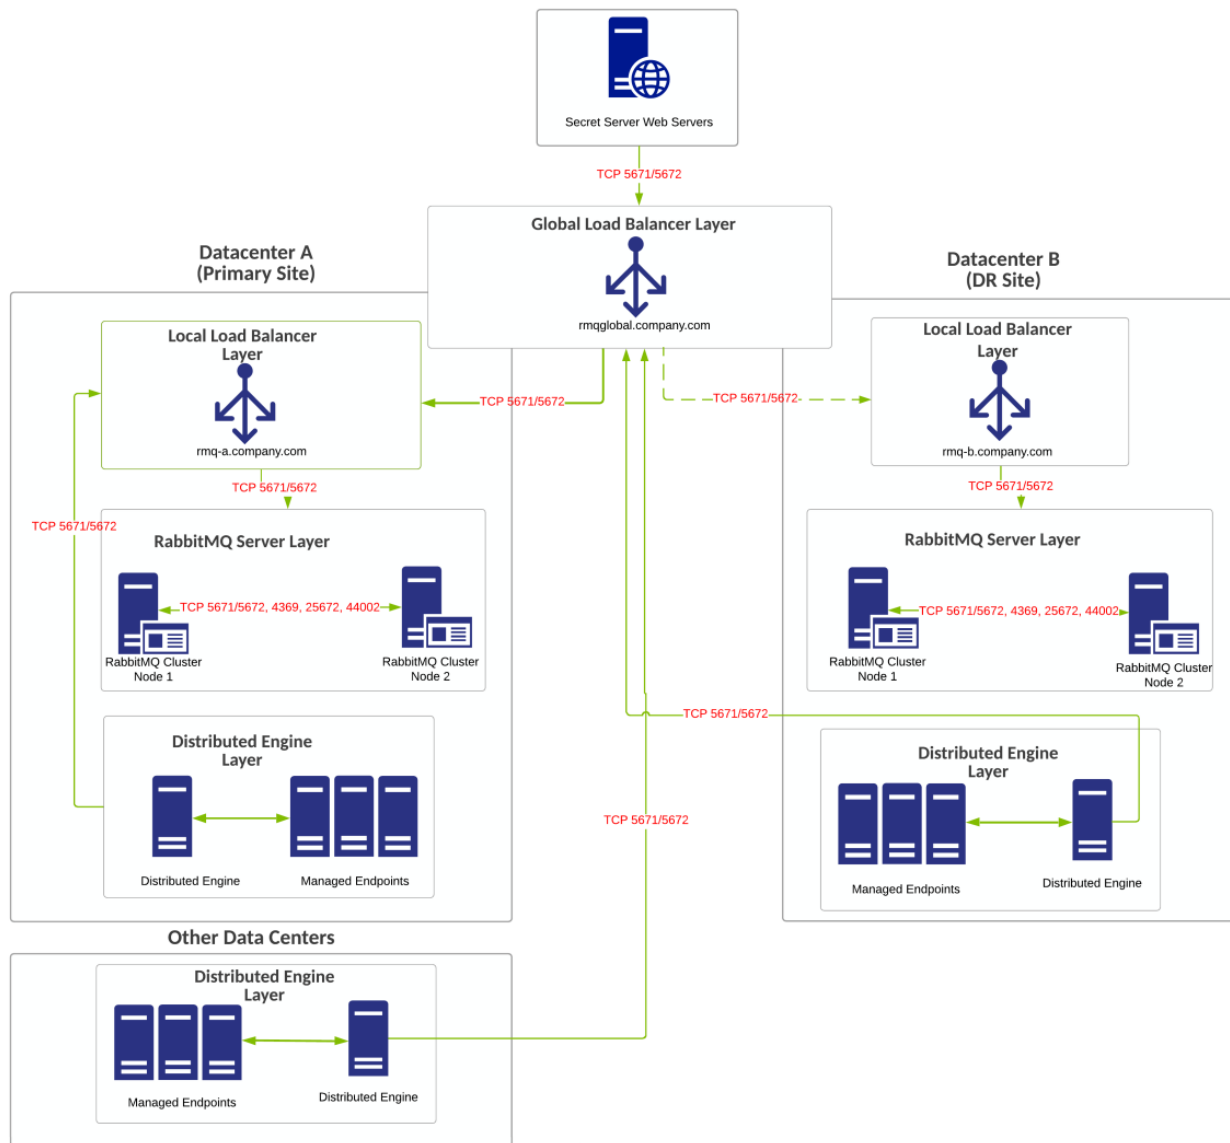 Secret Server Web Servers
TCP 5671/5672
Global Load Balancer Layer
rmqglobal.company.com
Datacenter A
(Primary Site)
Datacenter B
(DR Site)
Local Load Balancer
Layer
rmq-a.company.com
TCP 5671/5672
TCP 5671/5672
Local Load Balancer
Layer
rmq-b.company.com
TCP 5671/5672
TCP 5671/5672
TCP 5671/5672
RabbitMQ Server Layer
TCP 5671/5672, 4369, 25672, 44002
RabbitMQ Cluster
Node 1
RabbitMQ Cluster
Node 2
RabbitMQ Server Layer
TCP 5671/5672, 4369, 25672, 44002
RabbitMQ Cluster
Node 1
RabbitMQ Cluster
Node 2
TCP 5671/5672
Distributed Engine
Layer
Distributed Engine
Managed Endpoints
TCP 5671/5672
Distributed Engine
Layer
Managed Endpoints
Distributed Engine
Other Data Centers
Distributed Engine
Layer
Managed Endpoints
Distributed Engine